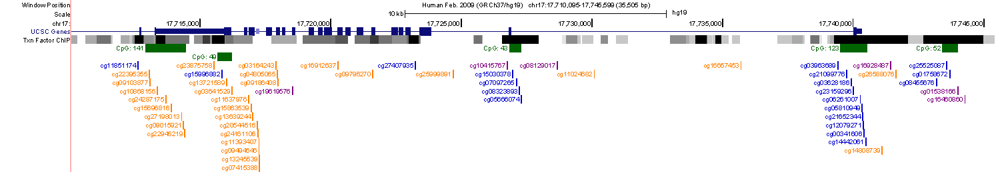 Window Position Human Feb. 2009 (GRCh37/hg19) chr17:17,710,095-17,745,599 (35,505 bp)
Scale 10 kb hg19
chr17: 17,715,000 17,720,000 17,725,000 17,730,000 17,735,000 17,740,000 17,745,000
UCSC Genes
Txn Factor ChIP
CpG: 141 CpG: 43 CpG: 123 CpG: 52
CpG: 49
cg11851174 cg23875758 cg03164243 cg16912637 cg27407935 cg10415767 cg08129017 cg16657453 cg03963689 cg16928487 cg25525087
cg22395355 cg15996882 cg04805065 cg09796270 cg25999891 cg15030378 cg11024682 cg21099776 cg26588076 cg01758672
cg09103877 cg13721589 cg09186408 cg07097265 cg03628186 cg08455676
cg10868156 cg03641529 cg19619576 cg08323893 cg23159296 cg01538166
cg24287175 cg11637976 cg05666074 cg06261007 cg16460860
cg15696816 cg15863539 cg05810949
cg27198013 cg13639244 cg21652344
cg09015921 cg20544516 cg12079271
cg22946219 cg24161106 cg00341606
cg11393407 cg14442061
cg09494646 cg14808739
cg13245539
cg07415388